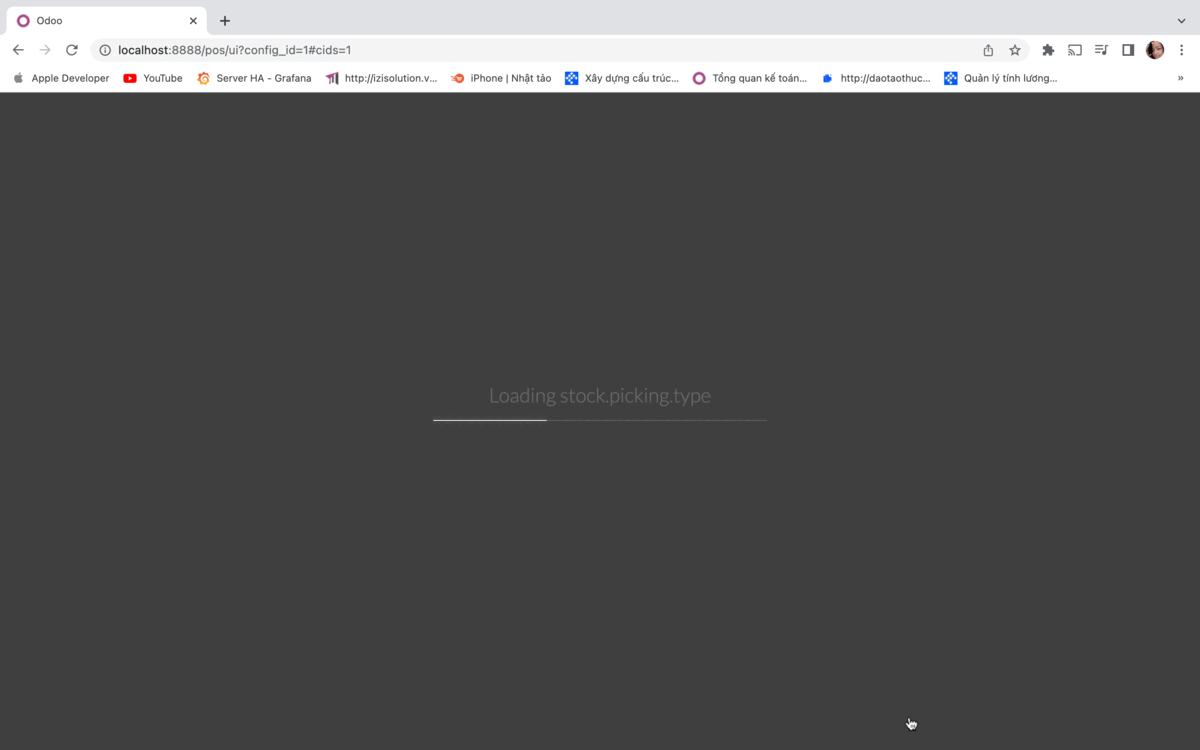 Odoo
localhost:8888/pos/ui?config_id=1#cids=1
Apple Developer YouTube Server HA - Grafana http://izisolution.v... iPhone | Nhật tảo Xây dựng cấu trúc... Tổng quan kế toán... http://daotaothuc... Quản lý tính lương... »
Loading stock.picking.type